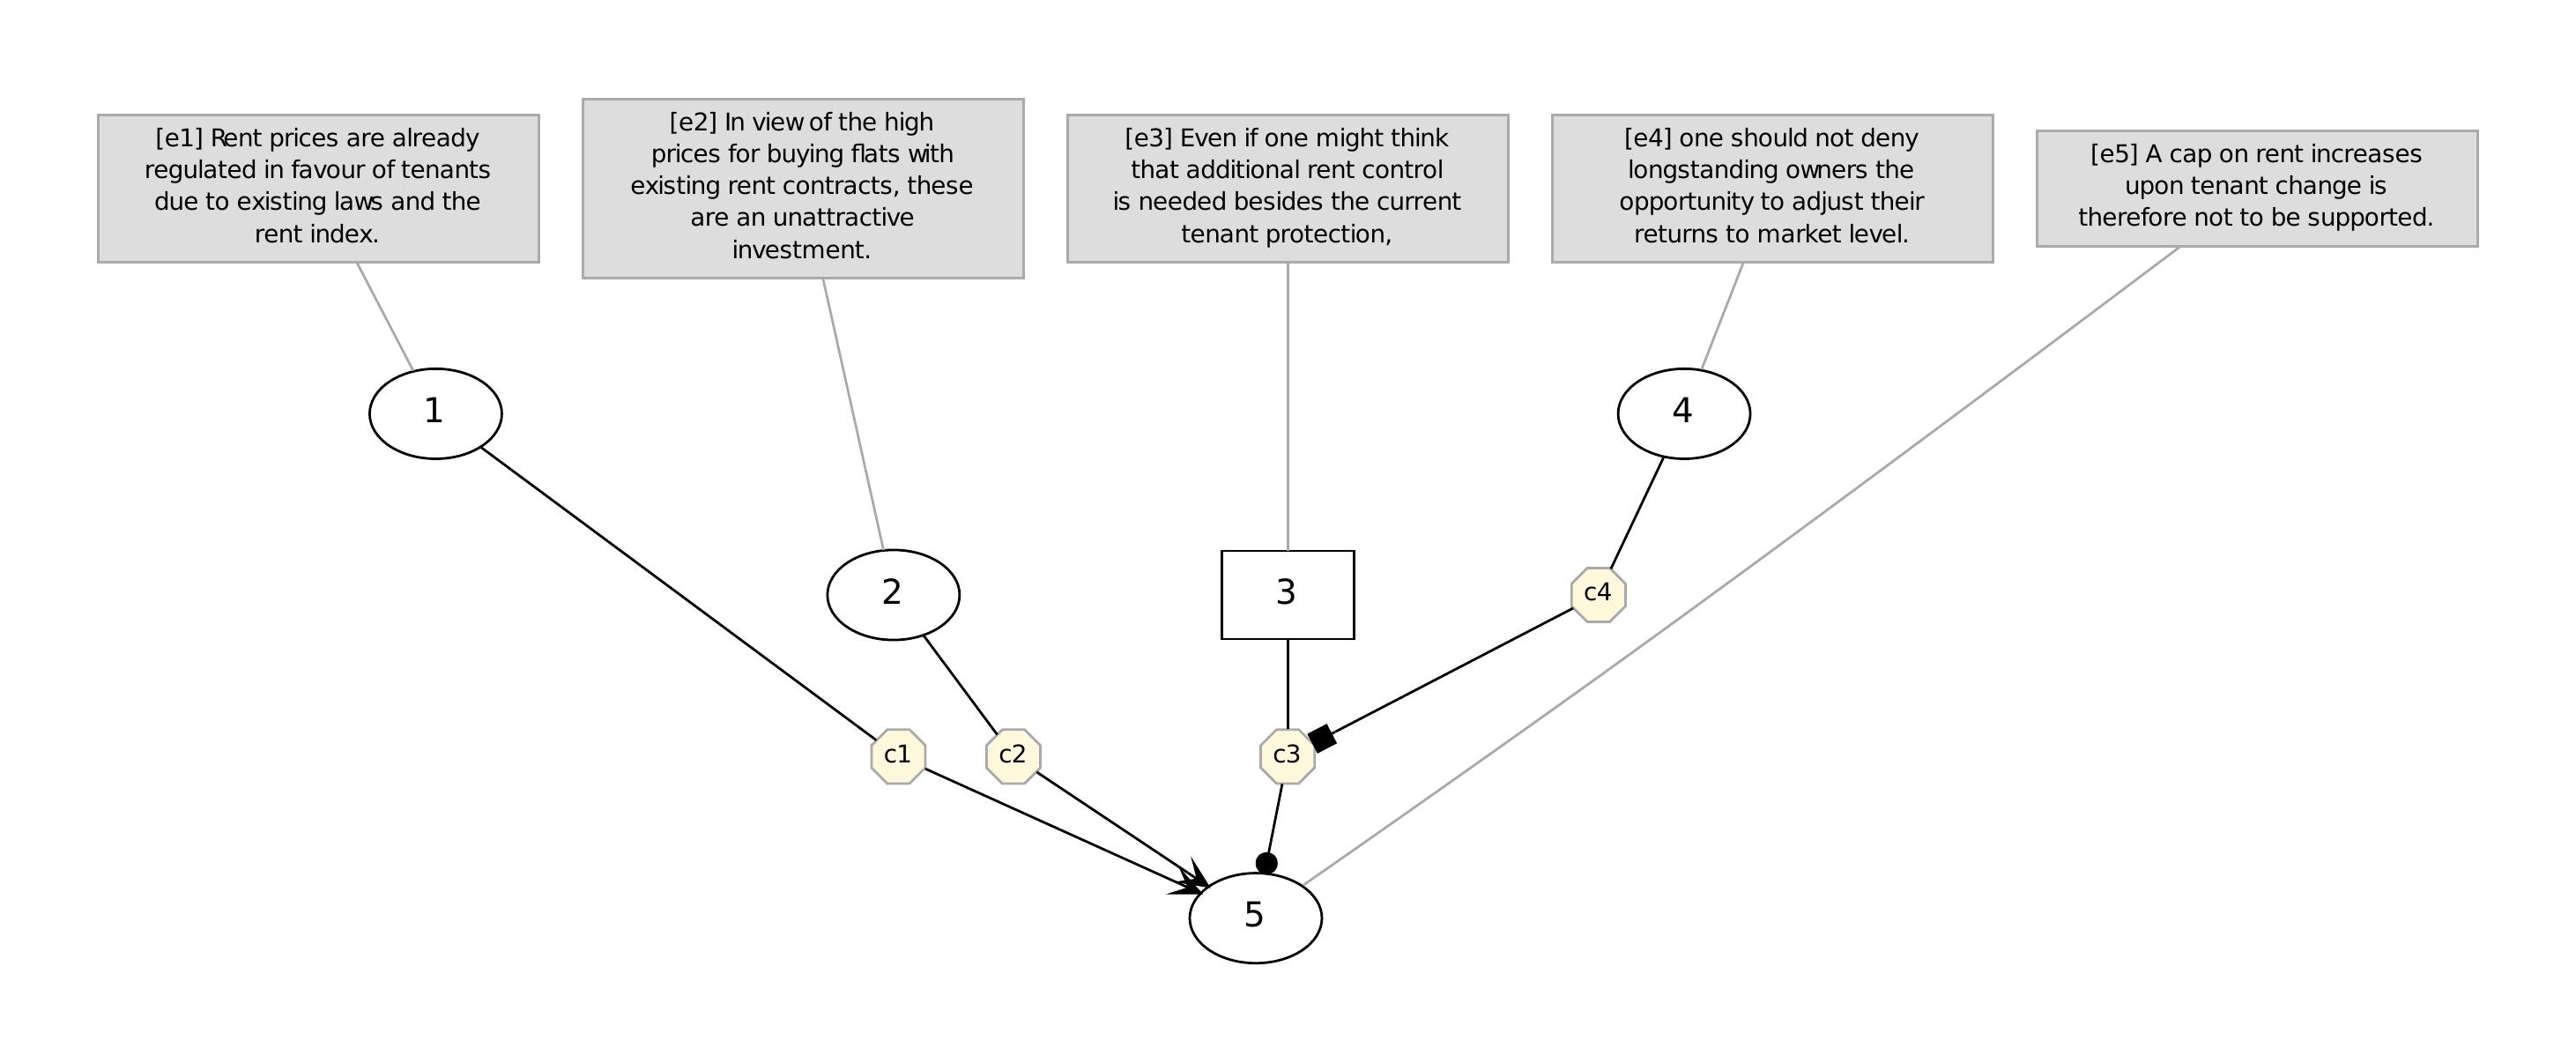 [e1] Rent prices are already
regulated in favour of tenants
due to existing laws and the
rent index.
[e2] In view of the high
prices for buying flats with
existing rent contracts, these
are an unattractive
investment.
[e3] Even if one might think
that additional rent control
is needed besides the current
tenant protection,
[e4] one should not deny
longstanding owners the
opportunity to adjust their
returns to market level.
[e5] A cap on rent increases
upon tenant change is
therefore not to be supported.
1
4
2
3
c4
c1
c2
c3
5